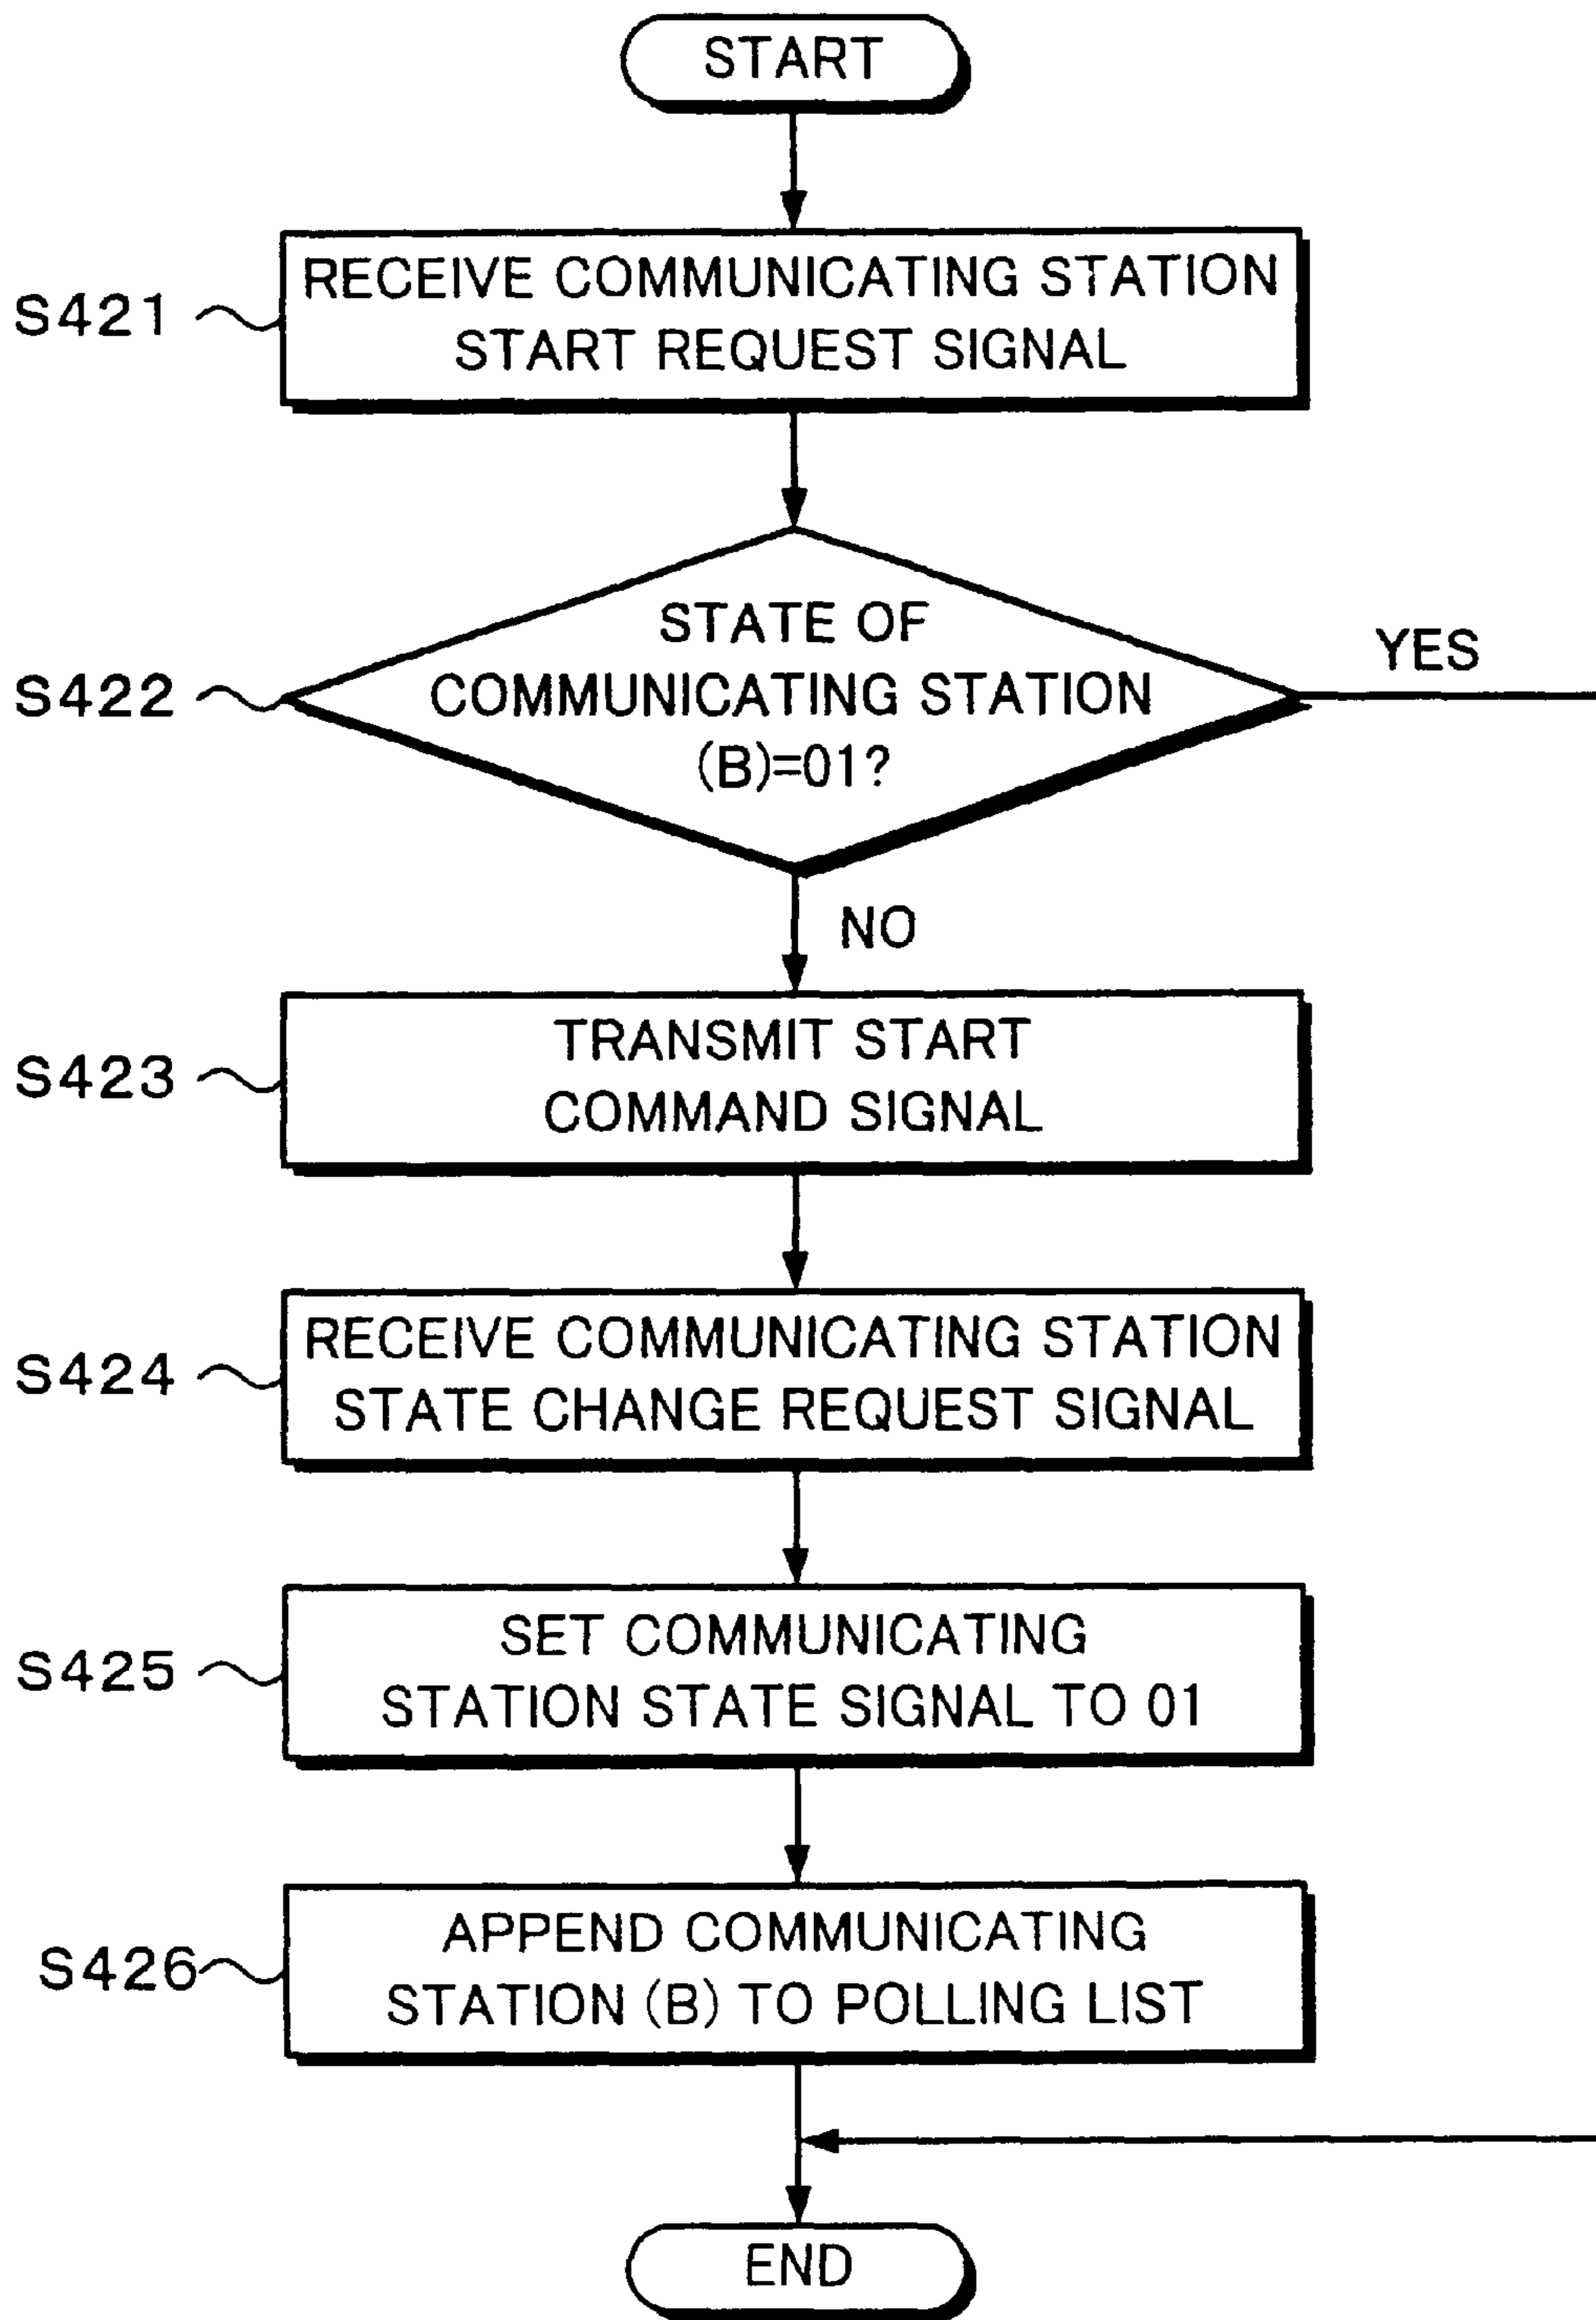 START
S421
RECEIVE COMMUNICATING STATION
START REQUEST SIGNAL
S422
STATE OF
COMMUNICATING STATION
(B)=01?
YES
NO
S423
TRANSMIT START
COMMAND SIGNAL
S424
RECEIVE COMMUNICATING STATION
STATE CHANGE REQUEST SIGNAL
S425
SET COMMUNICATING
STATION STATE SIGNAL TO 01
S426
APPEND COMMUNICATING
STATION (B) TO POLLING LIST
END